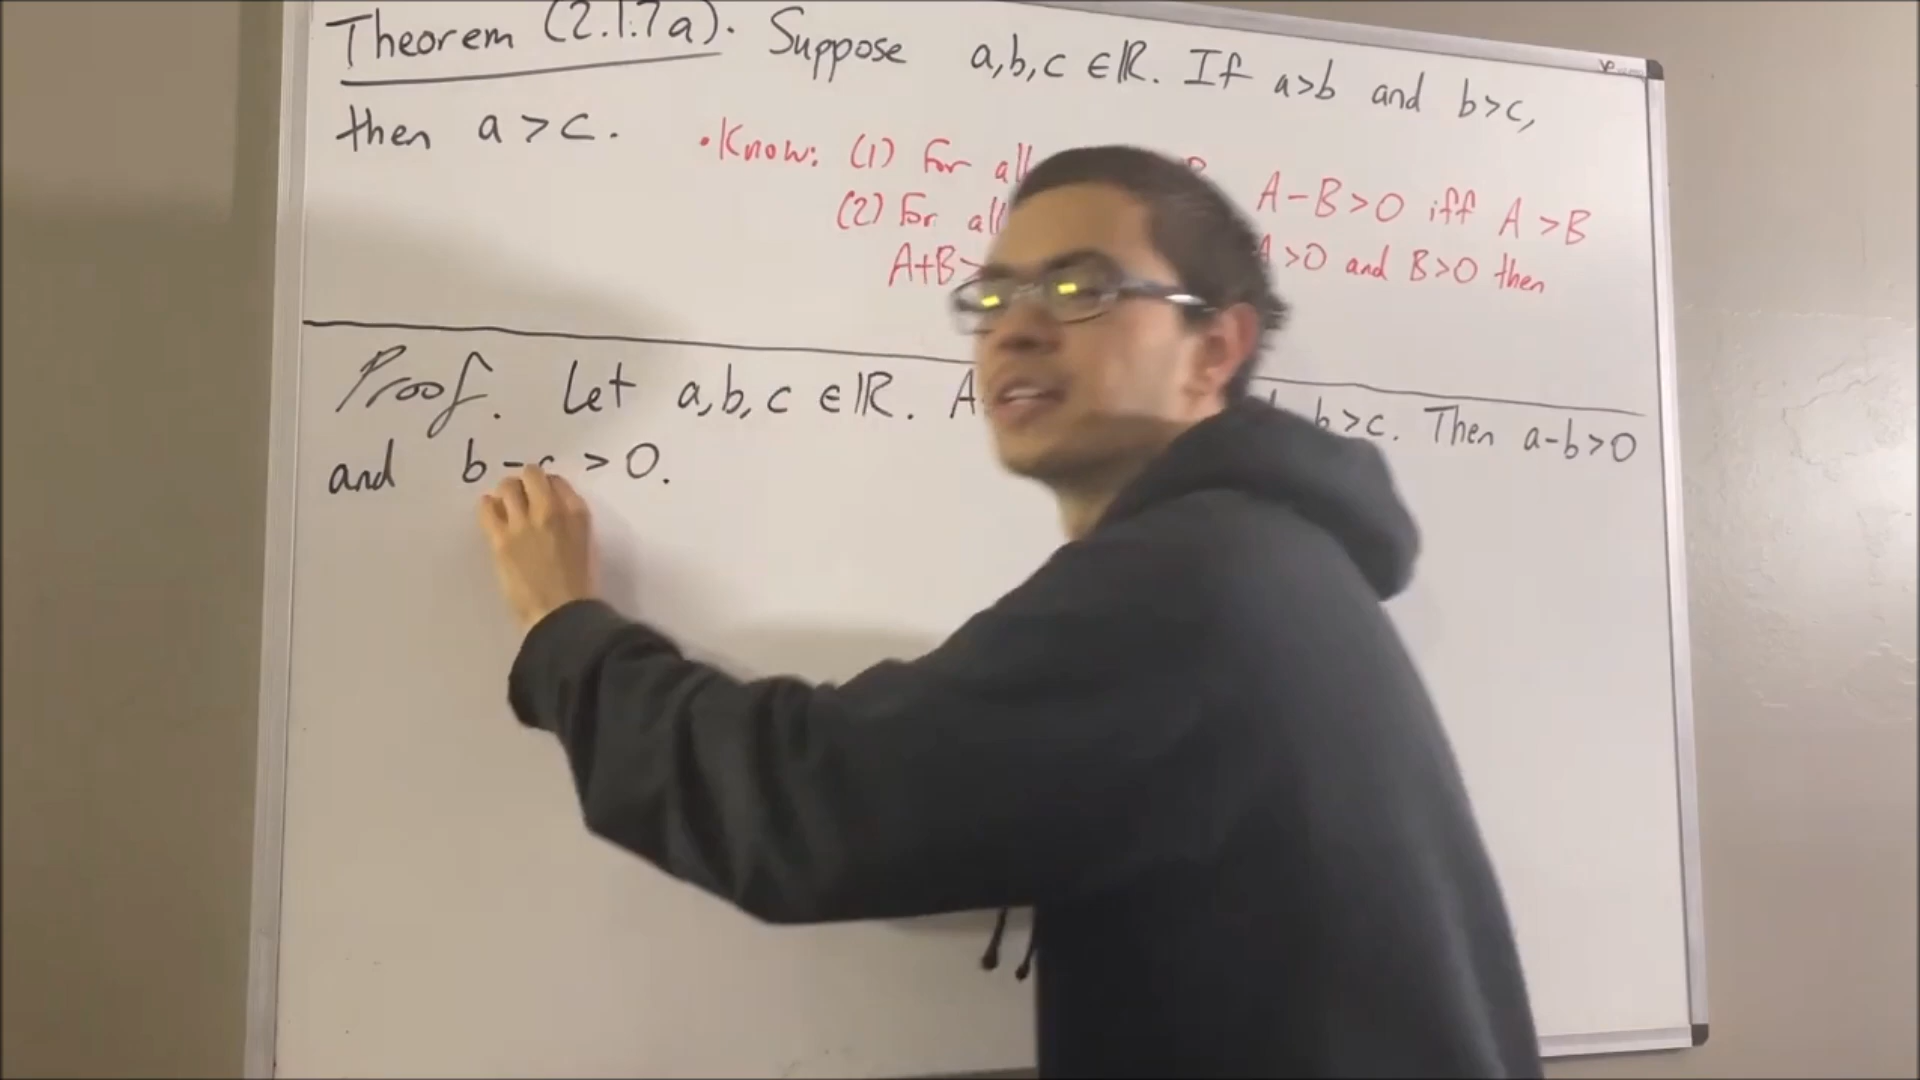 Theorem (2.1.7a). Suppose a,b,c ∈ℝ. If a>b and b>c,
then a > c.
•Know: (1) For all A-B>0 iff A >B
(2) For all A >0 and B>0 then
A+B>
Proof. Let a,b,c ∈ℝ. b>c. Then a-b>0
and b-c > 0.